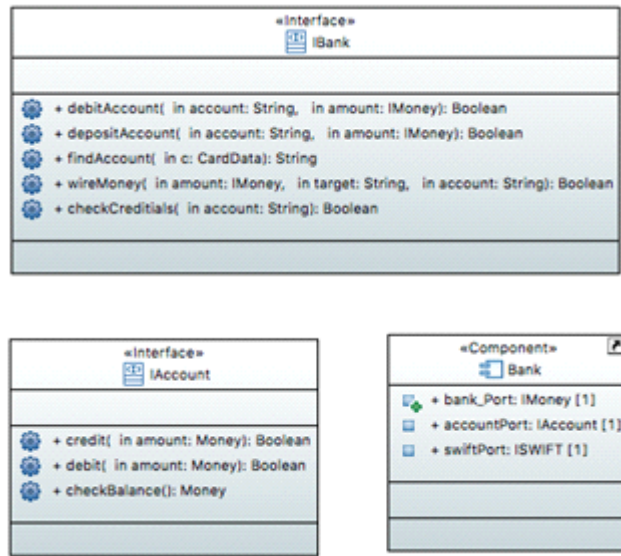 «Interface»
IBank
+ debitAccount( in account: String, in amount: IMoney): Boolean
+ depositAccount( in account: String, in amount: IMoney): Boolean
+ findAccount( in c: CardData): String
+ wireMoney( in amount: IMoney, in target: String, in account: String): Boolean
+ checkCreditials( in account: String): Boolean
«Interface»
IAccount
+ credit( in amount: Money): Boolean
+ debit( in amount: Money): Boolean
+ checkBalance(): Money
«Component»
Bank
+ bank_Port: IMoney [1]
+ accountPort: IAccount [1]
+ swiftPort: ISWIFT [1]